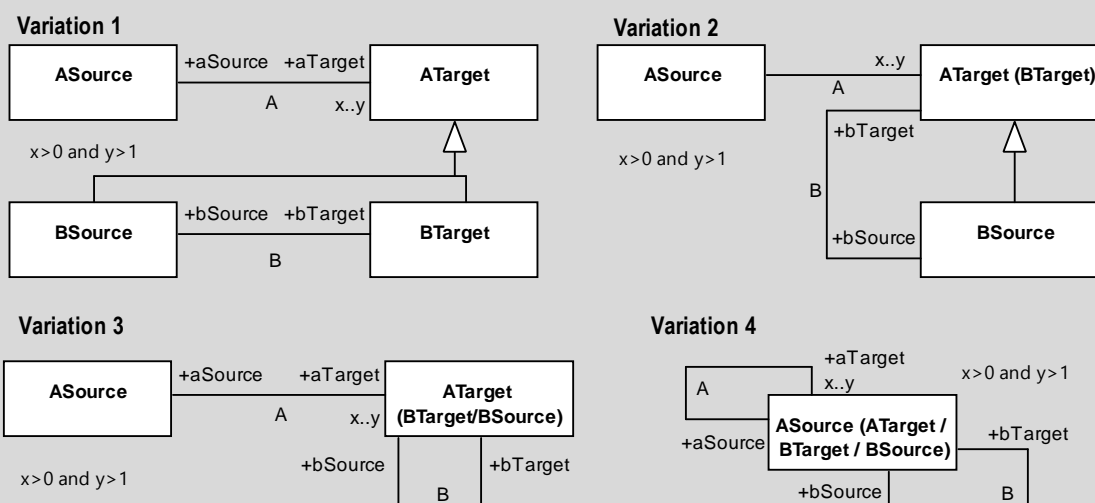 Variation 1
ASource
+aSource +aTarget
A
x..y
ATarget
x>0 and y>1
BSource
+bSource +bTarget
B
BTarget
Variation 2
ASource
x..y
A
ATarget (BTarget)
+bTarget
x>0 and y>1
B
+bSource
BSource
Variation 3
ASource
+aSource +aTarget
A
x..y
ATarget
(BTarget/BSource)
+bSource
+bTarget
x>0 and y>1
B
Variation 4
+aTarget
x..y
x>0 and y>1
A
ASource (ATarget /
BTarget / BSource)
+aSource
+bTarget
+bSource
B